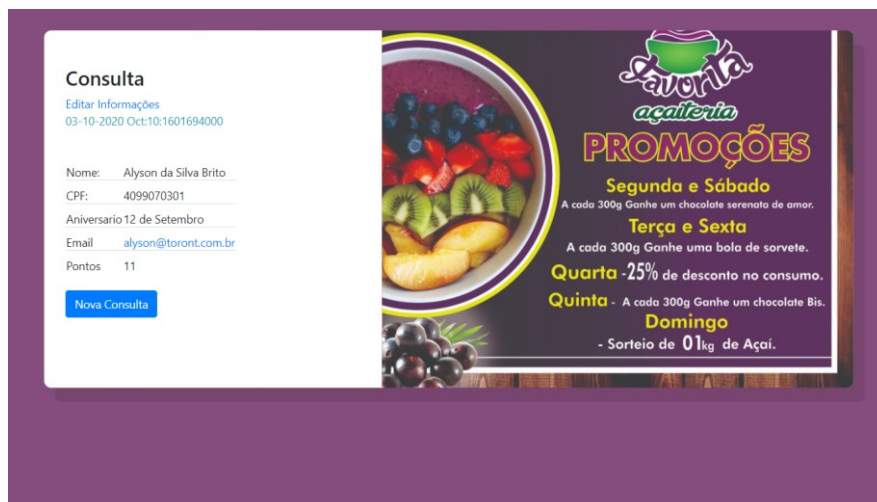 Consulta
Editar Informações
03-10-2020 Oct:10:1601694000
Nome: Alyson da Silva Brito
CPF: 4099070301
Aniversario 12 de Setembro
Email alyson@toront.com.br
Pontos 11
Nova Consulta
Favorita
açaiteria
PROMOÇÕES
Segunda e Sábado
A cada 300g Ganhe um chocolate serenata de amor.
Terça e Sexta
A cada 300g Ganhe uma bola de sorvete.
Quarta -25% de desconto no consumo.
Quinta - A cada 300g Ganhe um chocolate Bis.
Domingo
- Sorteio de 01kg de Açaí.